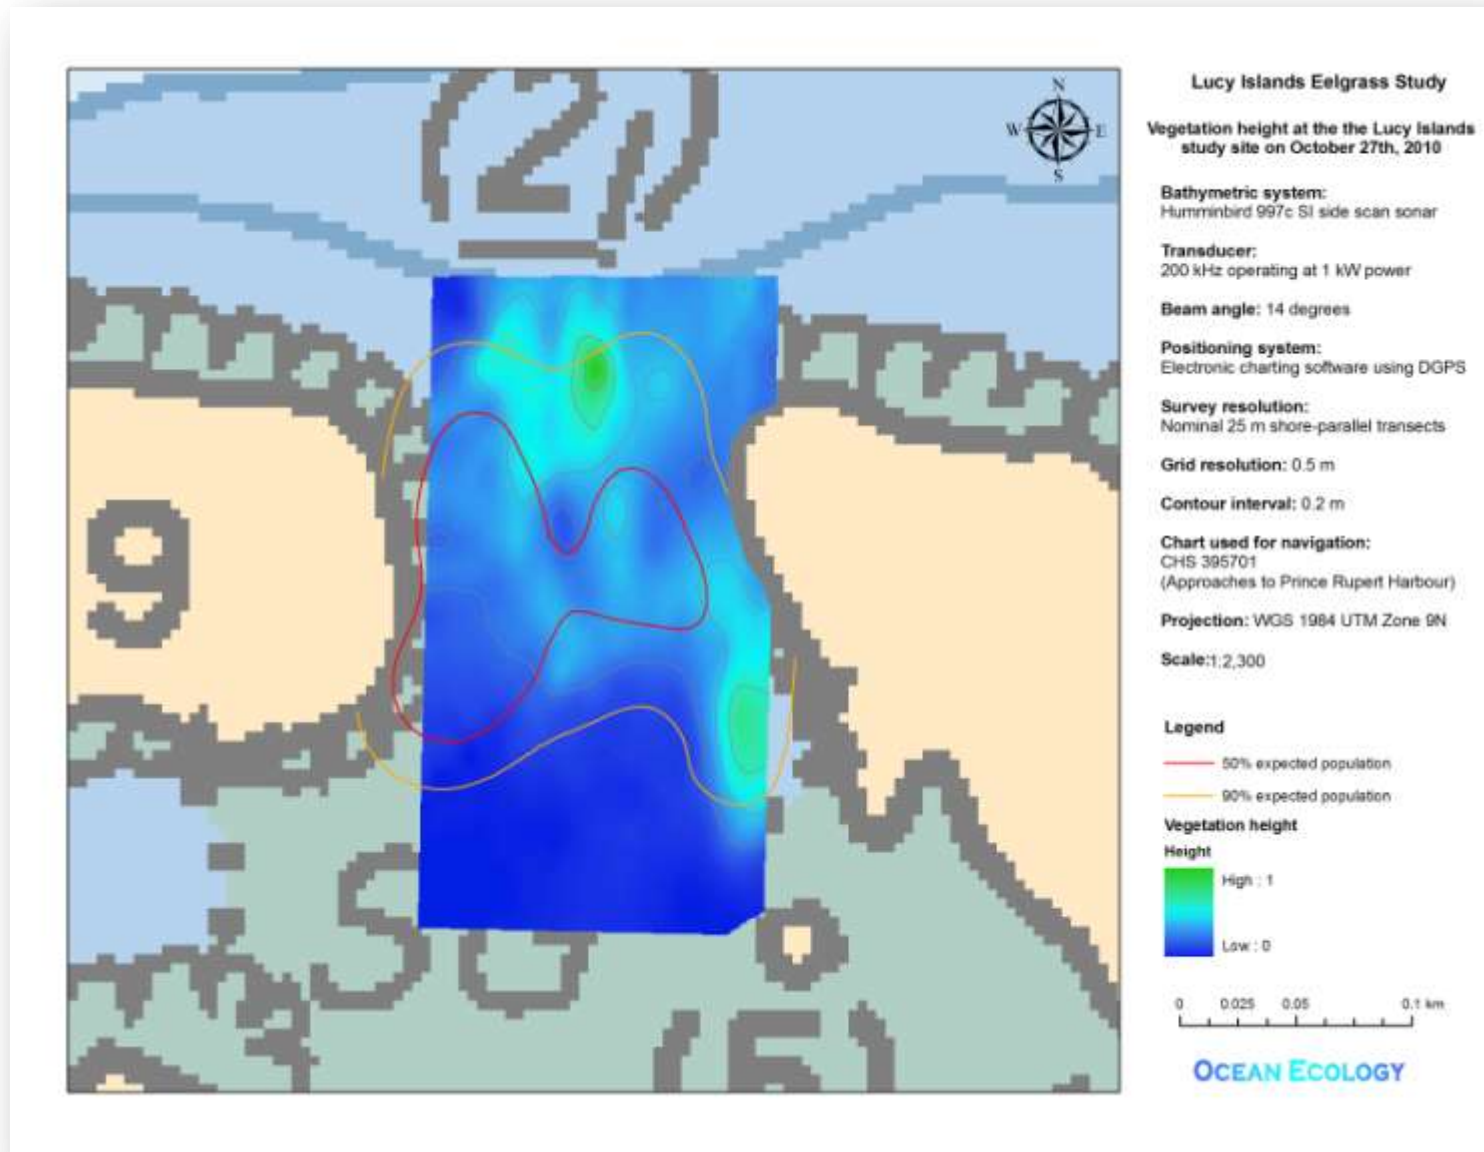 (2)
N
W E
S
9
S G
3
(5)
Lucy Islands Eelgrass Study
Vegetation height at the the Lucy Islands
study site on October 27th, 2010
Bathymetric system:
Humminbird 997c SI side scan sonar
Transducer:
200 kHz operating at 1 kW power
Beam angle: 14 degrees
Positioning system:
Electronic charting software using DGPS
Survey resolution:
Nominal 25 m shore-parallel transects
Grid resolution: 0.5 m
Contour interval: 0.2 m
Chart used for navigation:
CHS 395701
(Approaches to Prince Rupert Harbour)
Projection: WGS 1984 UTM Zone 9N
Scale:1:2,300
Legend
50% expected population
90% expected population
Vegetation height
Height
High : 1
Low : 0
0 0.025 0.05 0.1 km
OCEAN ECOLOGY